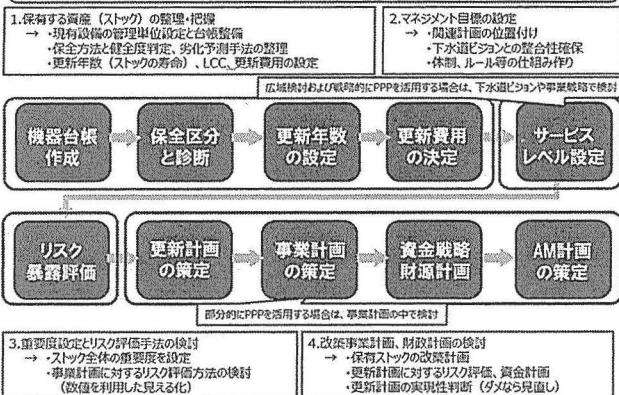 1.保有する資産（ストック）の整理・把握
→ ・現有設備の管理単位設定と台帳整備
・保全方法と健全度判定、劣化予測手法の整理
・更新年数（ストックの寿命）、LCC、更新費用の設定
2.マネジメント目標の設定
→ ・関連計画の位置付け
・下水道ビジョンとの整合性確保
・体制、ルール等の仕組み作り
広域検討および戦略的にPPPを活用する場合は、下水道ビジョンや事業戦略で検討
機器台帳
作成
保全区分
と診断
更新年数
の設定
更新費用
の決定
サービス
レベル設定
リスク
暴露評価
更新計画
の策定
事業計画
の策定
資金戦略
財源計画
AM計画
の策定
部分的にPPPを活用する場合は、事業計画の中で検討
3.重要度設定とリスク評価手法の検討
→ ・ストック全体の重要度を設定
・事業計画に対するリスク評価方法の検討
（数値を利用した見える化）
4.改築事業計画、財政計画の検討
→ ・保有ストックの改築計画
・更新計画に対するリスク評価、資金計画
・更新計画の実現性判断（ダメなら見直し）